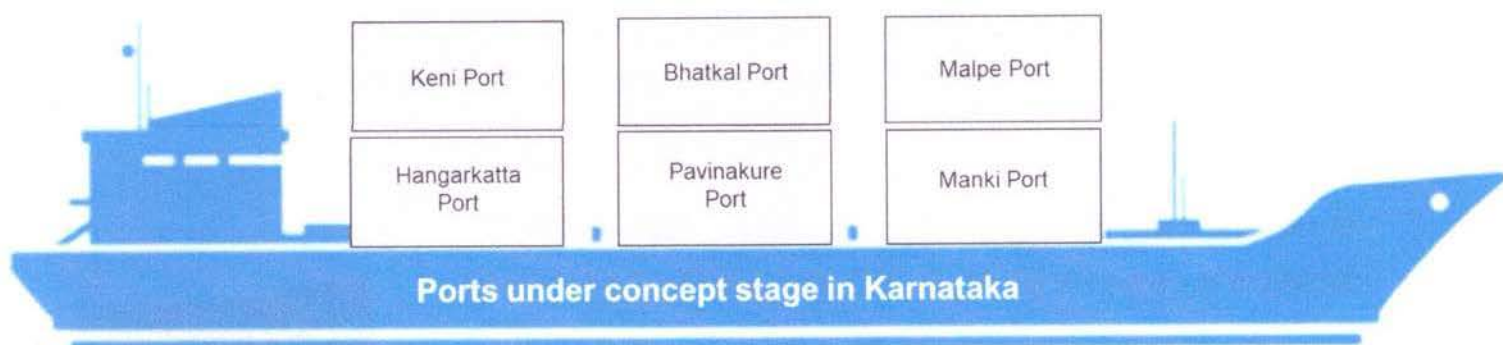 Keni Port
Bhatkal Port
Malpe Port
Hangarkatta
Port
Pavinakure
Port
Manki Port
Ports under concept stage in Karnataka